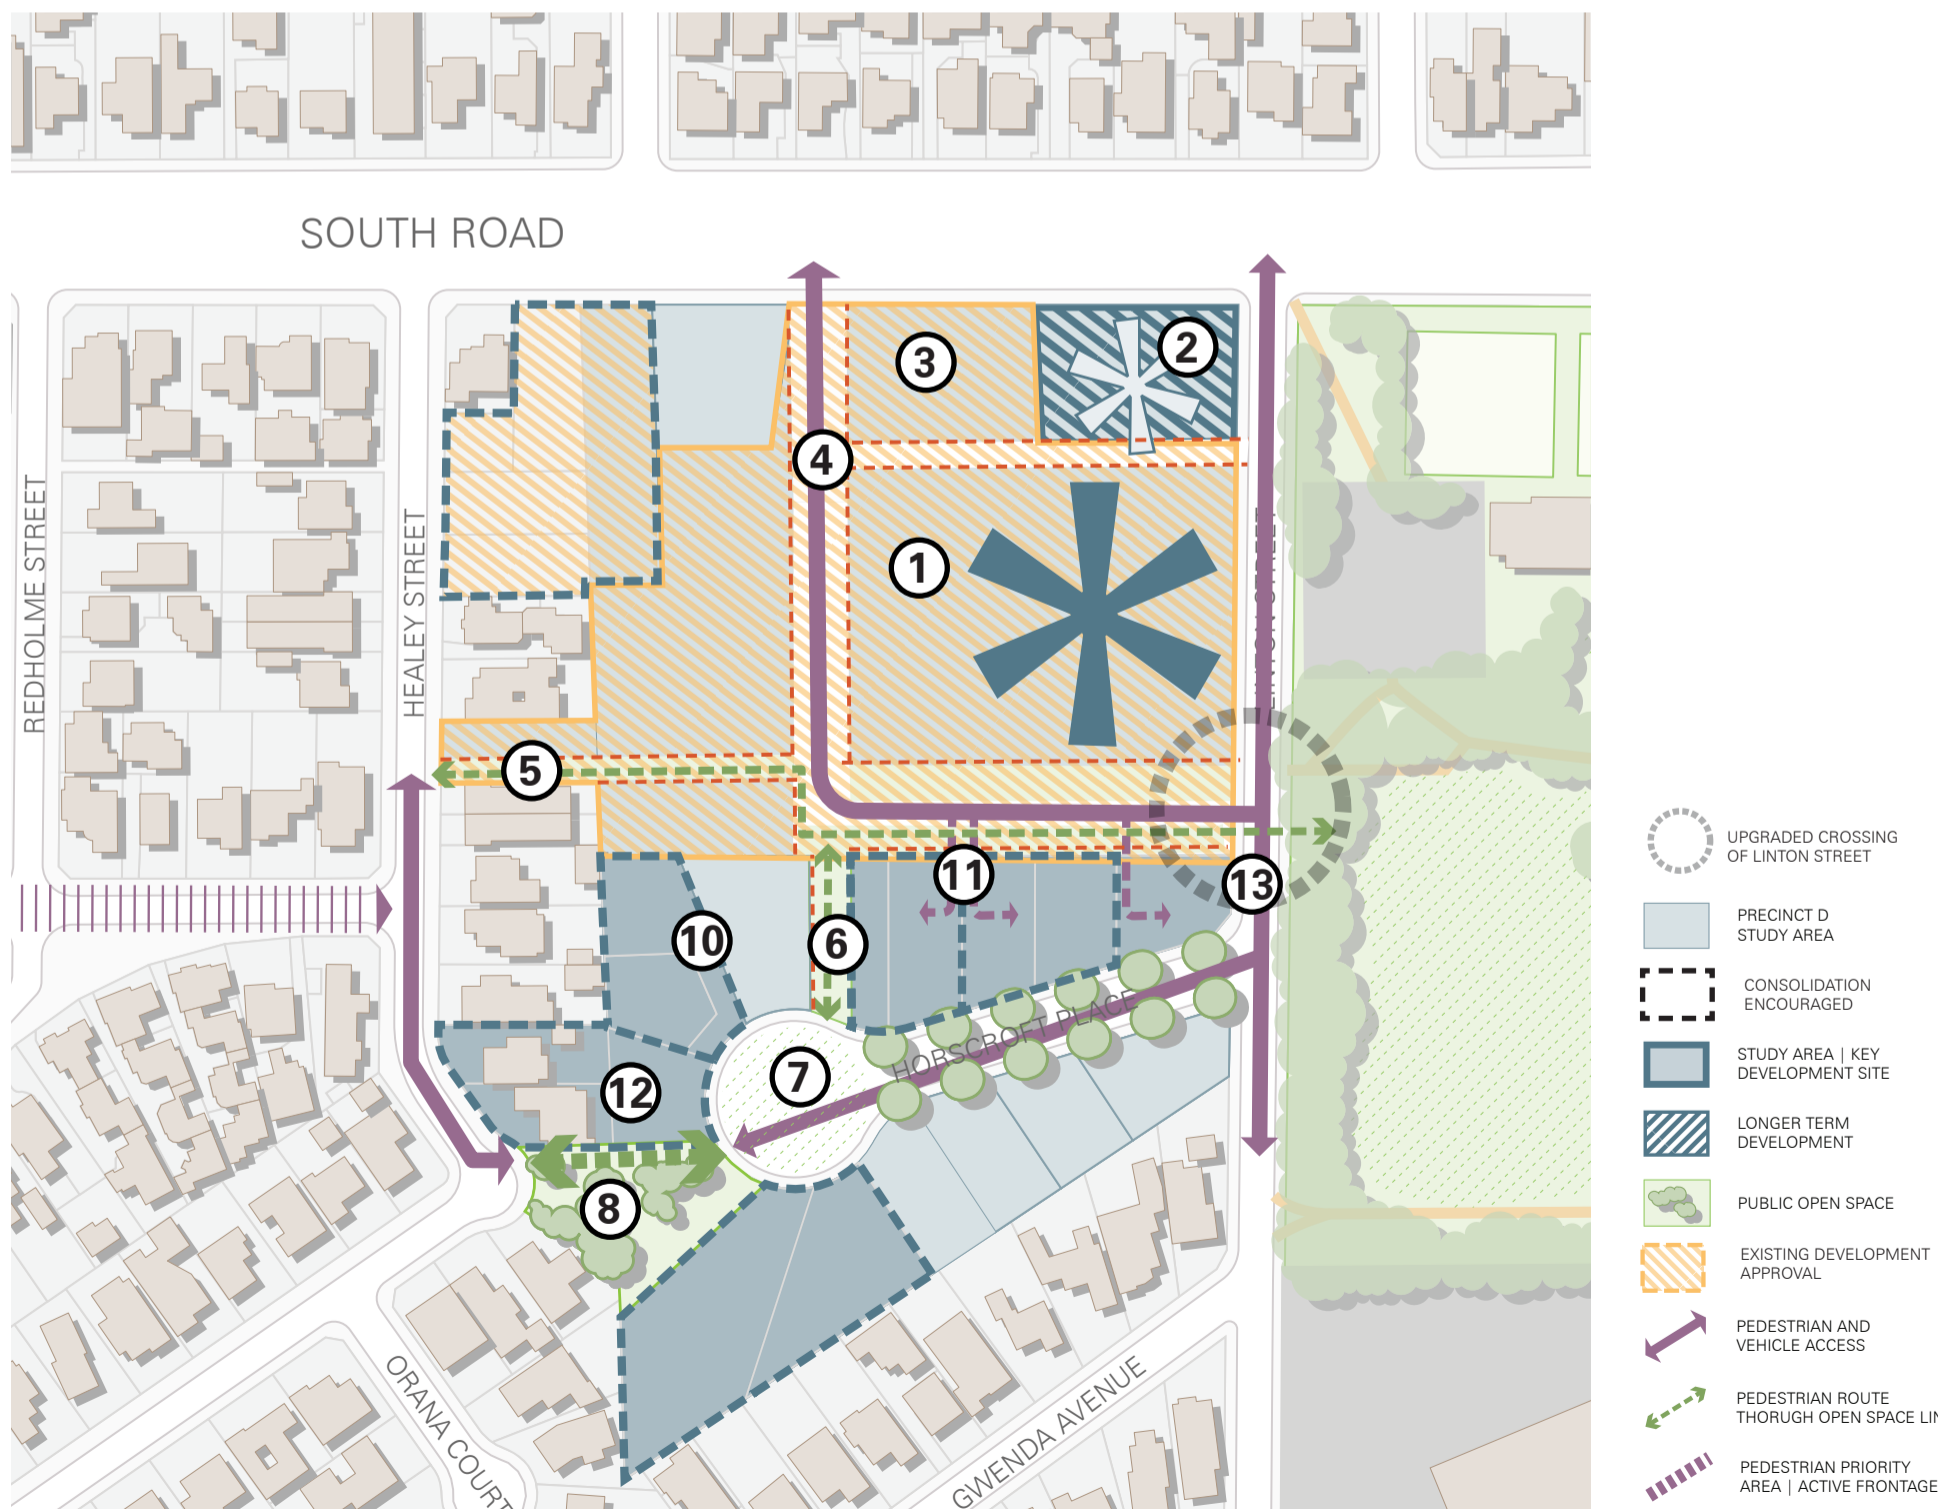 SOUTH ROAD
2
3
4
REDHOLME STREET
HEALEY STREET
LINTON STREET
1
5
11
13
10
6
HORSCROFT PLACE
7
12
8
ORANA COURT
GWENDA AVENUE
UPGRADED CROSSING
OF LINTON STREET
PRECINCT D
STUDY AREA
CONSOLIDATION
ENCOURAGED
STUDY AREA | KEY
DEVELOPMENT SITE
LONGER TERM
DEVELOPMENT
PUBLIC OPEN SPACE
EXISTING DEVELOPMENT
APPROVAL
PEDESTRIAN AND
VEHICLE ACCESS
PEDESTRIAN ROUTE
THORUGH OPEN SPACE LIN
PEDESTRIAN PRIORITY
AREA | ACTIVE FRONTAGE